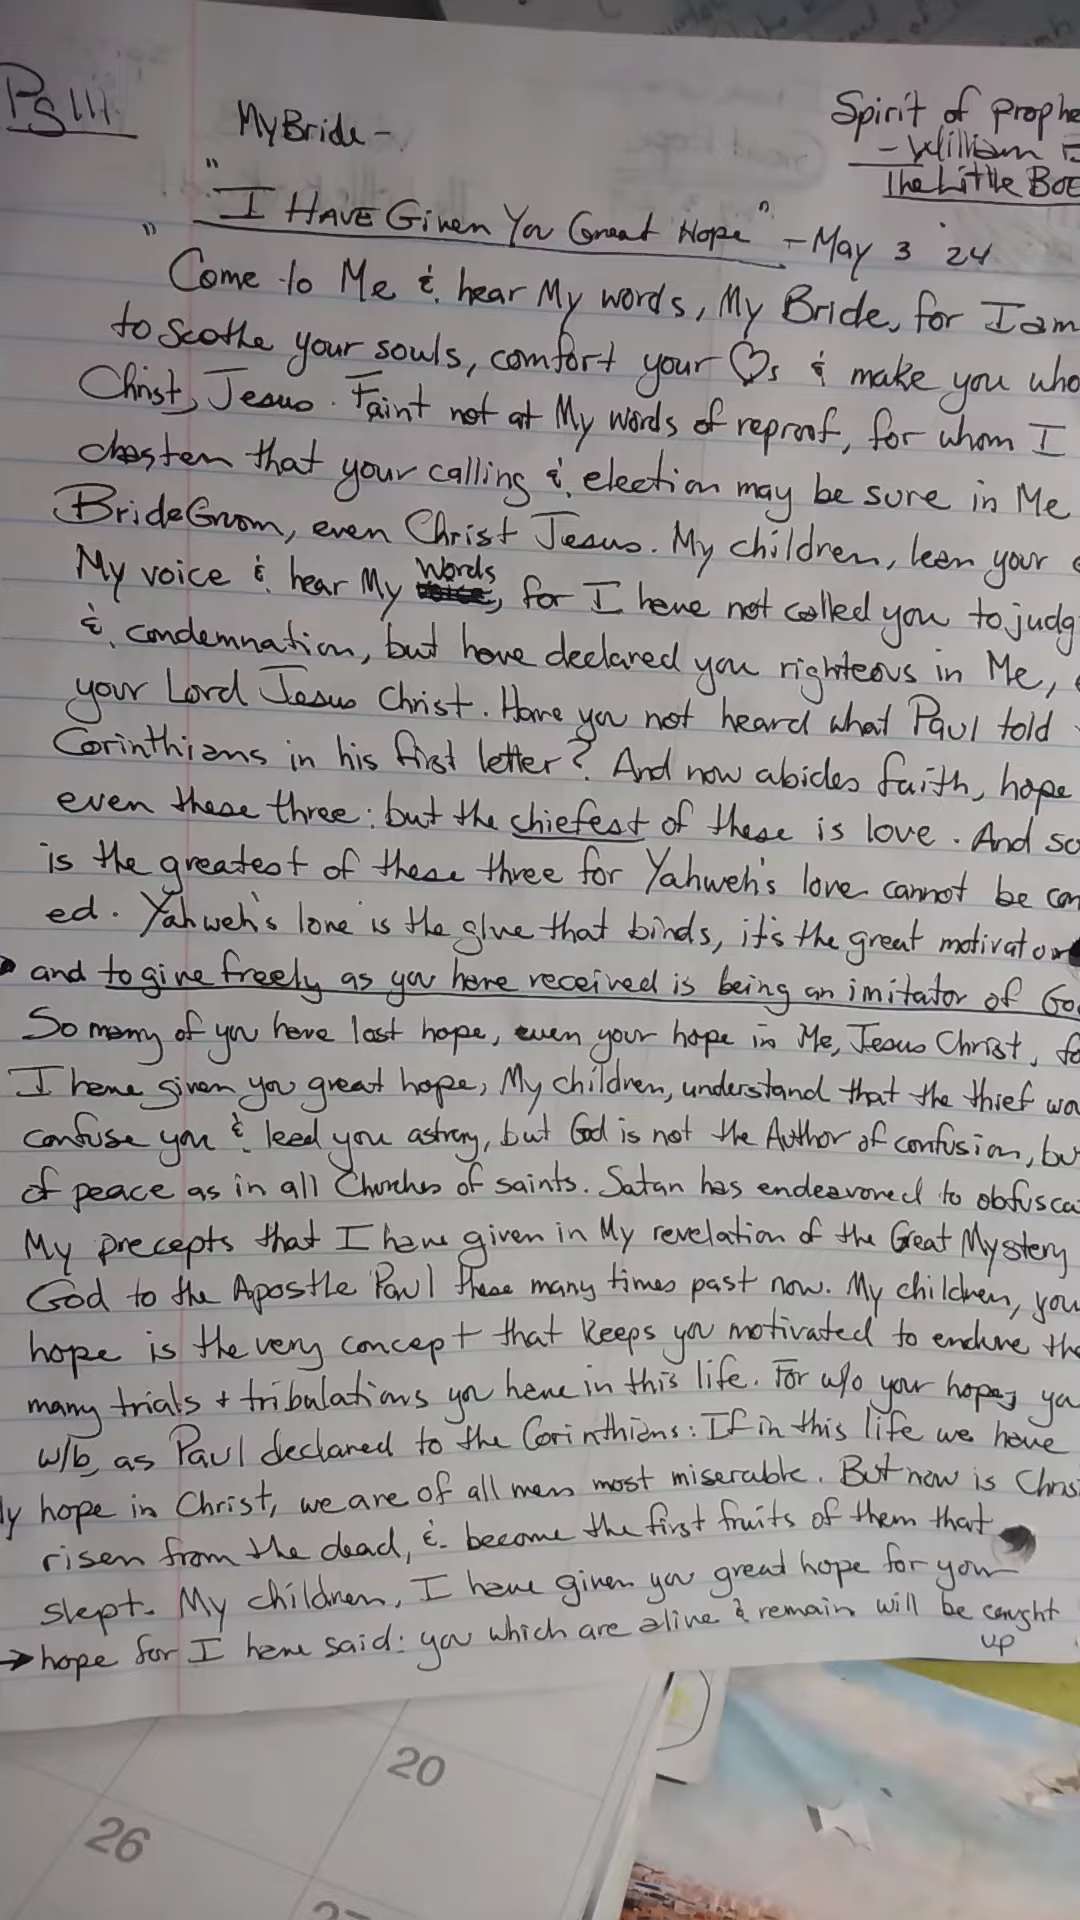 Ps 111
My Bride -
Spirit of prophe
- William F
The Little BOE
"I HAVE Given You Great Hope" - May 3 '24
" Come to Me & hear My words, My Bride, for I am
to soothe your souls, comfort your ♡s & make you who
Christ, Jesus. Faint not at My words of reproof, for whom I
chasten that your calling & election may be sure in Me
BrideGroom, even Christ Jesus. My children, lean your e
My voice & hear My Words, for I have not called you to judg
& condemnation, but have declared you righteous in Me, e
your Lord Jesus Christ. Have you not heard what Paul told
Corinthians in his first letter? And now abides faith, hope
even these three: but the chiefest of these is love. And so
is the greatest of these three for Yahweh's love cannot be con
ed. Yahweh's love is the glue that binds, it's the great motivator
and to give freely as you have received is being an imitator of Go
So many of you have lost hope, even your hope in Me, Jesus Christ, fo
I have given you great hope, My children, understand that the thief wo
confuse you & lead you astray, but God is not the Author of confusion, bu
of peace as in all Churches of saints. Satan has endeavored to obfusca
My precepts that I have given in My revelation of the Great Mystery
God to the Apostle Paul these many times past now. My children, you
hope is the very concept that keeps you motivated to endure the
many trials + tribulations you have in this life. For w/o your hope, yo
w/b, as Paul declared to the Corinthians: If in this life we have
ly hope in Christ, we are of all men most miserable. But now is Chris
risen from the dead, & become the first fruits of them that
slept. My children, I have given you great hope for your
→ hope for I have said: you which are alive & remain will be caught
up
20
26
27